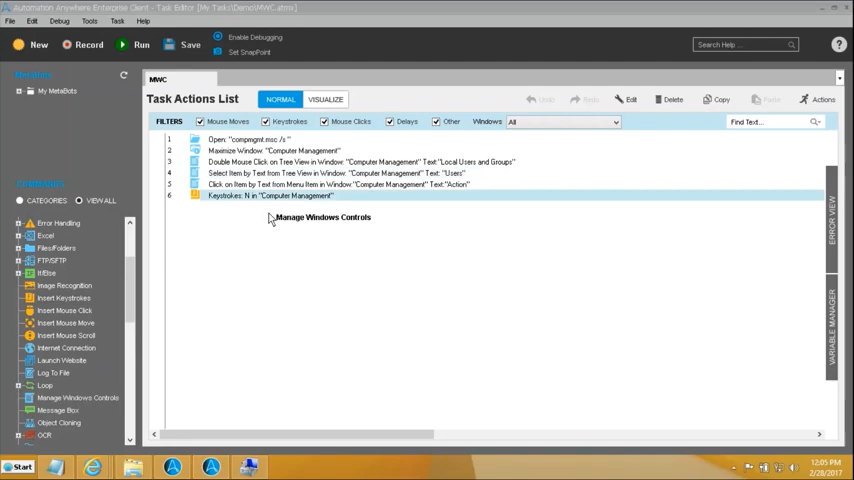 Automation Anywhere Enterprise Client - Task Editor [My Tasks\Demo\MWC.atmx]
File Edit Debug Tools Task Help
New Record Run Save
Enable Debugging
Set SnapPoint
Search Help ...
MetaBots
My MetaBots
COMMANDS
CATEGORIES VIEW ALL
Error Handling
Excel
Files/Folders
FTP/SFTP
If/Else
Image Recognition
Insert Keystrokes
Insert Mouse Click
Insert Mouse Move
Insert Mouse Scroll
Internet Connection
Launch Website
Log To File
Loop
Manage Windows Controls
Message Box
Object Cloning
OCR
MWC
Task Actions List NORMAL VISUALIZE Undo Redo Edit Delete Copy Paste Actions
FILTERS Mouse Moves Keystrokes Mouse Clicks Delays Other Windows All Find Text...
1 Open: "compmgmt.msc /s "
2 Maximize Window: "Computer Management"
3 Double Mouse Click on Tree View in Window: "Computer Management" Text:"Local Users and Groups"
4 Select Item by Text from Tree View in Window: "Computer Management" Text: "Users"
5 Click on Item by Text from Menu Item in Window:"Computer Management" Text:"Action"
6 Keystrokes: N in "Computer Management"
Manage Windows Controls
ERROR VIEW
VARIABLE MANAGER
Start
12:05 PM
2/28/2017